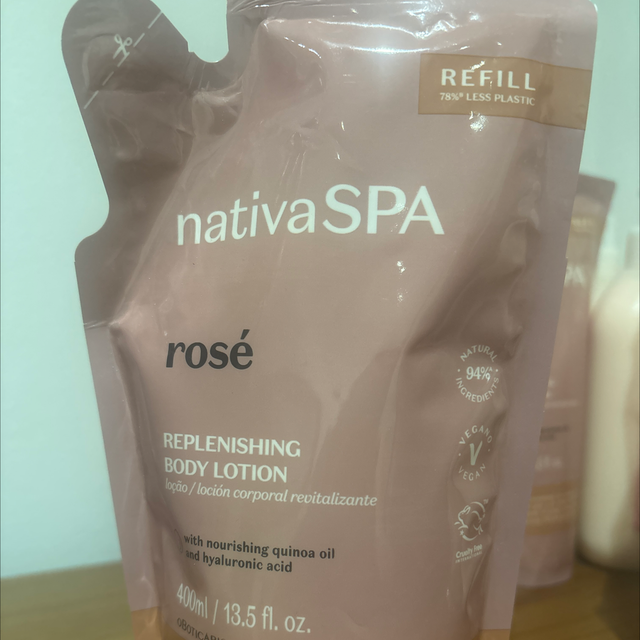 REFILL
78%* LESS PLASTIC
nativaSPA
rosé
NATURAL
94%
INGREDIENTS
REPLENISHING
BODY LOTION
loção / loción corporal revitalizante
VEGANO
V
VEGAN
with nourishing quinoa oil
and hyaluronic acid
Cruelty free
400ml / 13.5 fl. oz.